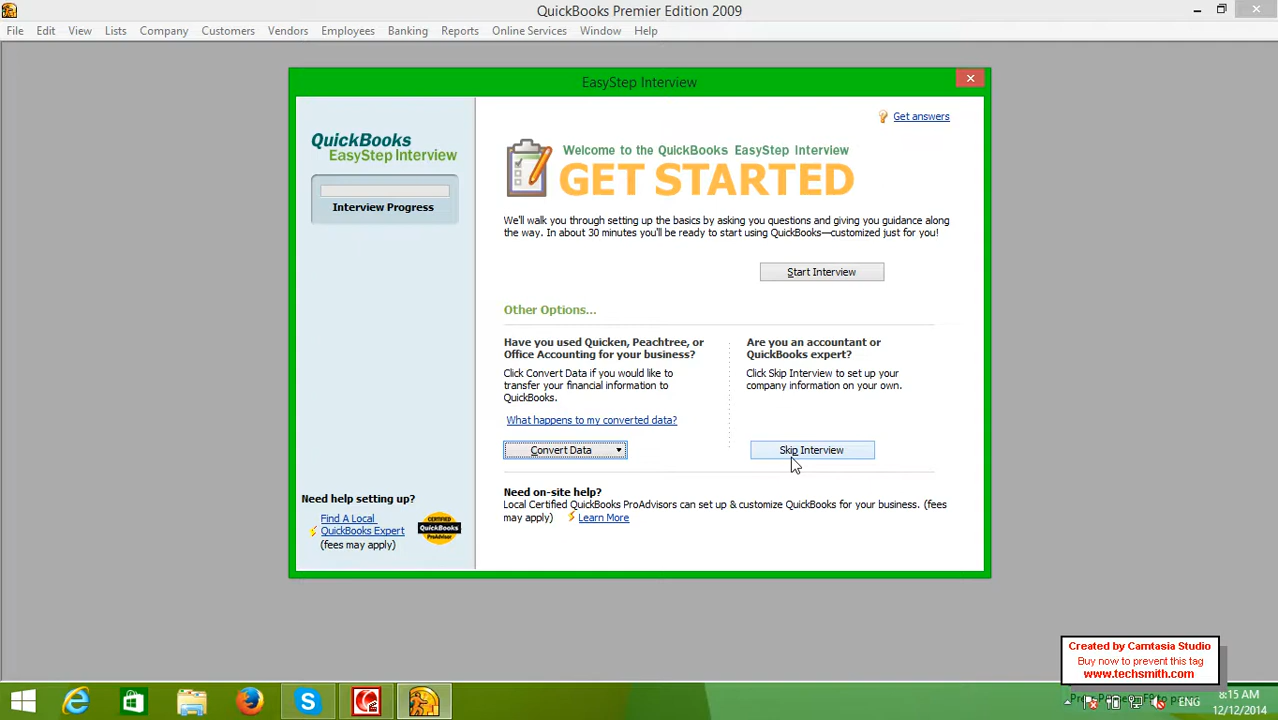 QuickBooks Premier Edition 2009
File Edit View Lists Company Customers Vendors Employees Banking Reports Online Services Window Help
EasyStep Interview
QuickBooks
EasyStep Interview
Interview Progress
Need help setting up?
Find A Local
QuickBooks Expert
(fees may apply)
CERTIFIED
QuickBooks
ProAdvisor
Get answers
Welcome to the QuickBooks EasyStep Interview
GET STARTED
We'll walk you through setting up the basics by asking you questions and giving you guidance along
the way. In about 30 minutes you'll be ready to start using QuickBooks—customized just for you!
Start Interview
Other Options...
Have you used Quicken, Peachtree, or
Office Accounting for your business?
Click Convert Data if you would like to
transfer your financial information to
QuickBooks.
What happens to my converted data?
Convert Data
Are you an accountant or
QuickBooks expert?
Click Skip Interview to set up your
company information on your own.
Skip Interview
Need on-site help?
Local Certified QuickBooks ProAdvisors can set up & customize QuickBooks for your business. (fees
may apply) Learn More
Created by Camtasia Studio
Buy now to prevent this tag
www.techsmith.com
ENG
8:15 AM
12/12/2014